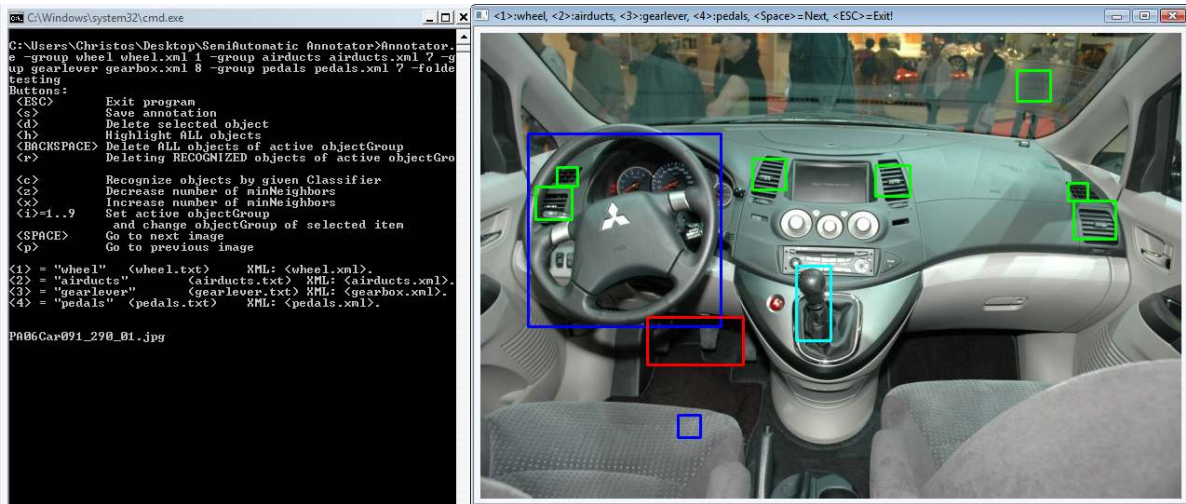 C:\Windows\system32\cmd.exe
C:\Users\Christos\Desktop\SemiAutomatic Annotator>Annotator.
e -group wheel wheel.xml 1 -group airducts airducts.xml 7 -g
up gearlever gearbox.xml 8 -group pedals pedals.xml 7 -folde
testing
Buttons:
<ESC> Exit program
<s> Save annotation
<d> Delete selected object
<h> Highlight ALL objects
<BACKSPACE> Delete ALL objects of active objectGroup
<r> Deleting RECOGNIZED objects of active objectGro
<c> Recognize objects by given Classifier
<z> Decrease number of minNeighbors
<x> Increase number of minNeighbors
<i>=1..9 Set active objectGroup
and change objectGroup of selected item
<SPACE> Go to next image
<p> Go to previous image
<1> = "wheel" (wheel.txt) XML: <wheel.xml>.
<2> = "airducts" (airducts.txt) XML: <airducts.xml>.
<3> = "gearlever" (gearlever.txt) XML: <gearbox.xml>.
<4> = "pedals" (pedals.txt) XML: <pedals.xml>.
PA06Car091_290_01.jpg
<1>:wheel, <2>:airducts, <3>:gearlever, <4>:pedals, <Space>=Next, <ESC>=Exit!